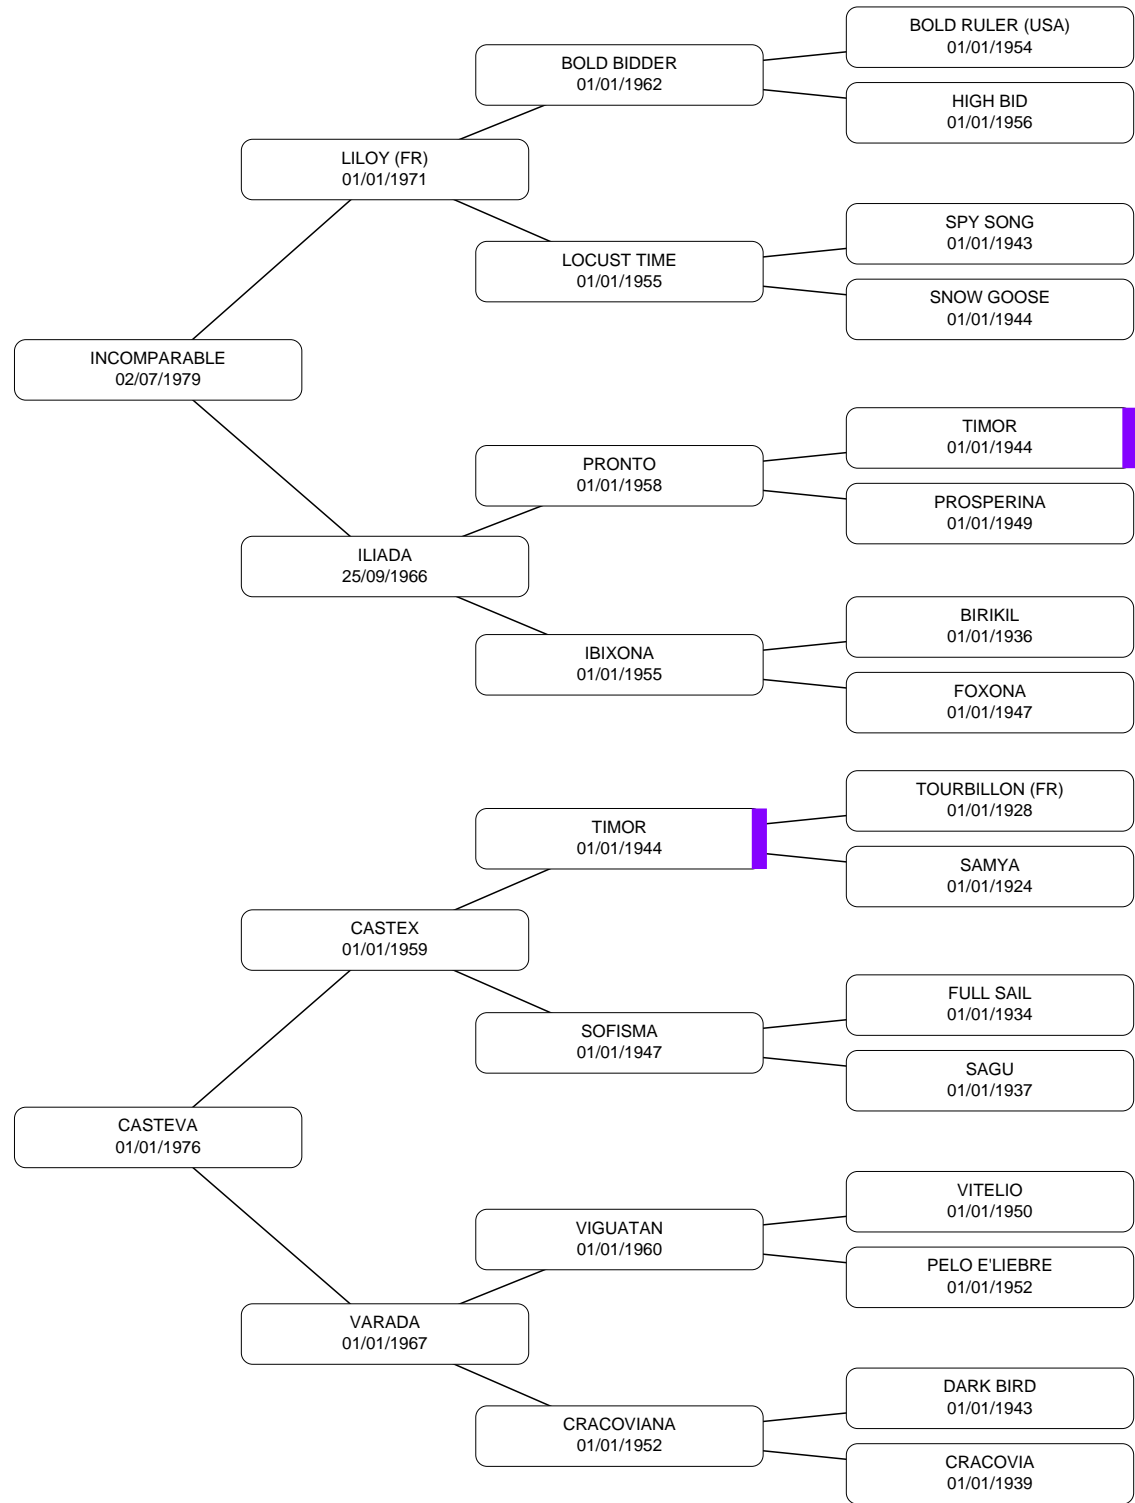 BOLD RULER (USA)
01/01/1954
BOLD BIDDER
01/01/1962
HIGH BID
01/01/1956
LILOY (FR)
01/01/1971
SPY SONG
01/01/1943
LOCUST TIME
01/01/1955
SNOW GOOSE
01/01/1944
INCOMPARABLE
02/07/1979
TIMOR
01/01/1944
PRONTO
01/01/1958
PROSPERINA
01/01/1949
ILIADA
25/09/1966
BIRIKIL
01/01/1936
IBIXONA
01/01/1955
FOXONA
01/01/1947
TOURBILLON (FR)
01/01/1928
TIMOR
01/01/1944
SAMYA
01/01/1924
CASTEX
01/01/1959
FULL SAIL
01/01/1934
SOFISMA
01/01/1947
SAGU
01/01/1937
CASTEVA
01/01/1976
VITELIO
01/01/1950
VIGUATAN
01/01/1960
PELO E'LIEBRE
01/01/1952
VARADA
01/01/1967
DARK BIRD
01/01/1943
CRACOVIANA
01/01/1952
CRACOVIA
01/01/1939